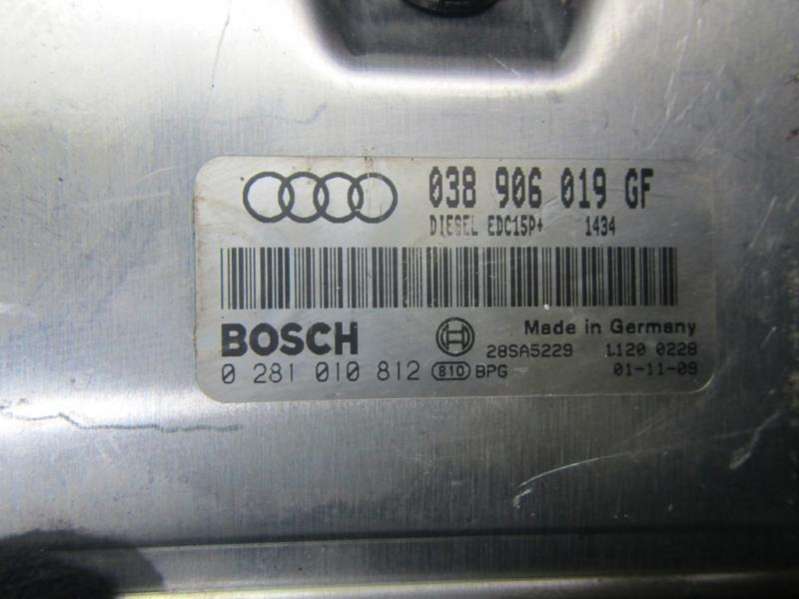 038 906 019 GF
DIESEL EDC15P+ 1434
BOSCH
Made in Germany
28SA5229 1120 0228
0 281 010 812 810 BPG 01-11-09